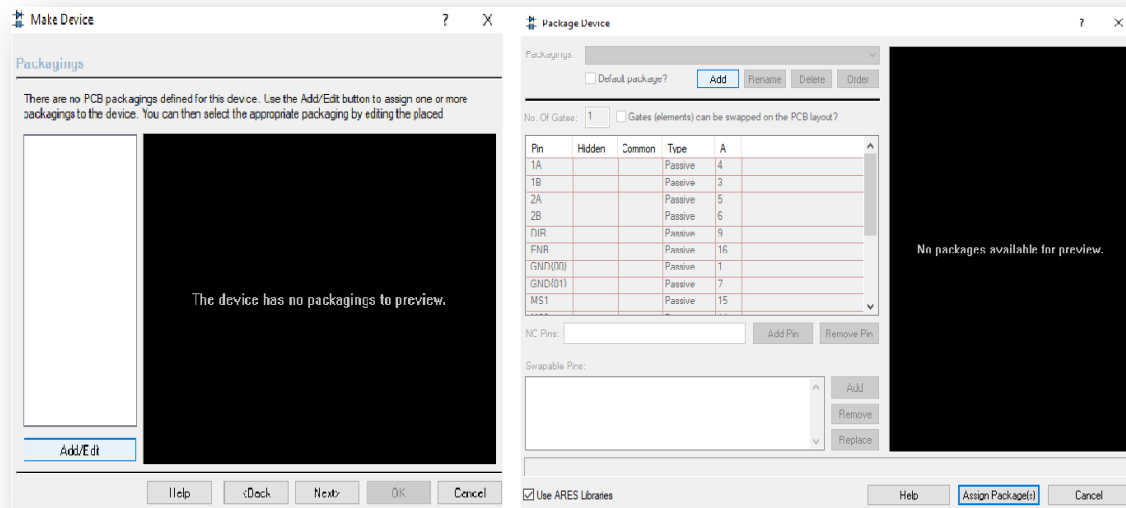 Make Device
?
X
Packagings
There are no PCB packagings defined for this device. Use the Add/Edit button to assign one or more
packagings to the device. You can then select the appropriate packaging by editing the placed
The device has no packagings to preview.
Add/Edit
Help
<Back
Next>
OK
Cancel
Package Device
?
X
Packagings:
Default package?
Add
Rename
Delete
Order
No. Of Gates:
1
Gates (elements) can be swapped on the PCB layout?
Pin Hidden Common Type A
1A Passive 4
1B Passive 3
2A Passive 5
2B Passive 6
DIR Passive 9
ENB Passive 16
GND{00} Passive 1
GND{01} Passive 7
MS1 Passive 15
No packages available for preview.
NC Pins:
Add Pin
Remove Pin
Swapable Pins:
Add
Remove
Replace
Use ARES Libraries
Help
Assign Package(s)
Cancel